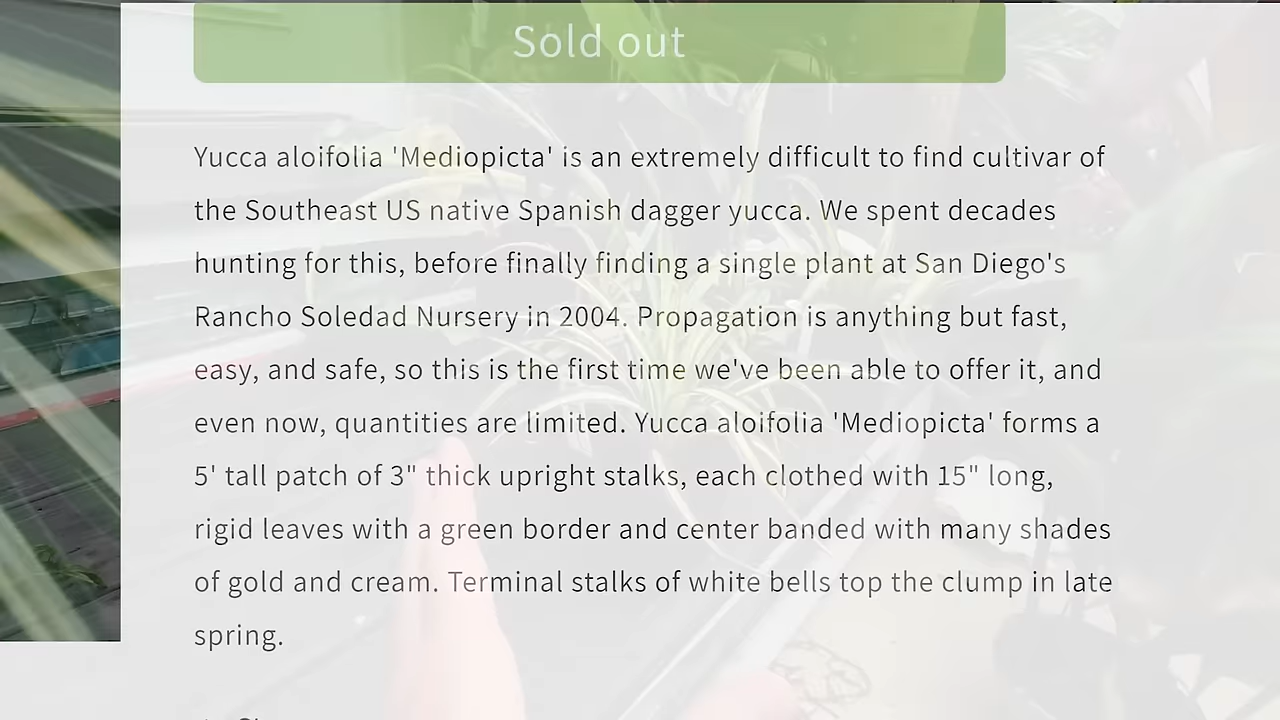 Sold out
Yucca aloifolia 'Mediopicta' is an extremely difficult to find cultivar of
the Southeast US native Spanish dagger yucca. We spent decades
hunting for this, before finally finding a single plant at San Diego's
Rancho Soledad Nursery in 2004. Propagation is anything but fast,
easy, and safe, so this is the first time we've been able to offer it, and
even now, quantities are limited. Yucca aloifolia 'Mediopicta' forms a
5' tall patch of 3" thick upright stalks, each clothed with 15" long,
rigid leaves with a green border and center banded with many shades
of gold and cream. Terminal stalks of white bells top the clump in late
spring.